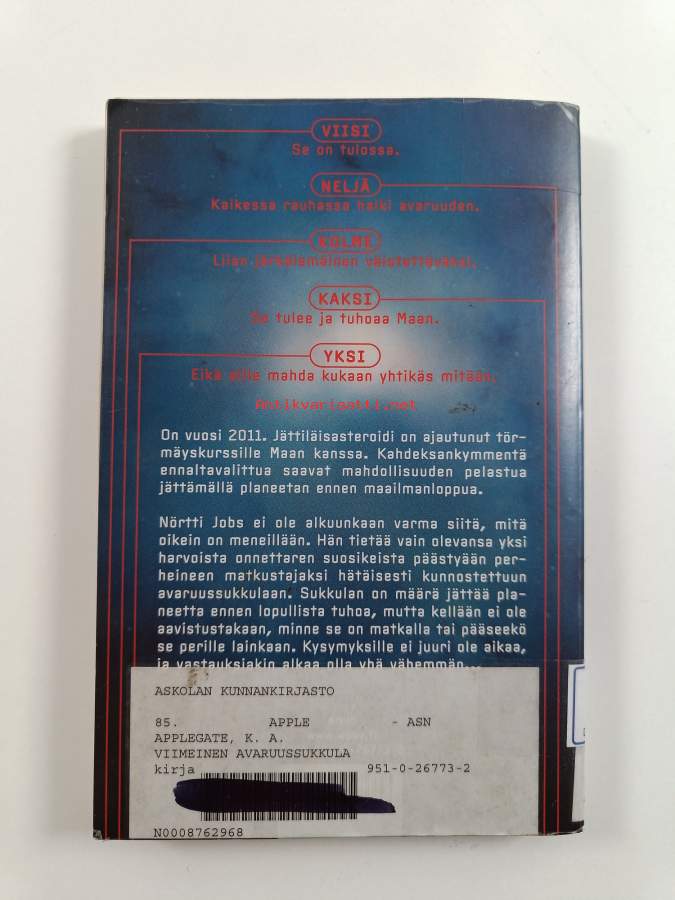 VIISI
Se on tulossa.
NELJÄ
Kaikessa rauhassa halki avaruuden.
KOLME
Liian järkälemäinen väistettäväksi.
KAKSI
Se tulee ja tuhoaa Maan.
YKSI
Eikä sille mahda kukaan yhtikäs mitään.
Antikvariaatti.net
On vuosi 2011. Jättiläisasteroidi on ajautunut tör-
mäyskurssille Maan kanssa. Kahdeksankymmentä
ennaltavalittua saavat mahdollisuuden pelastua
jättämällä planeetan ennen maailmanloppua.
Nörtti Jobs ei ole alkuunkaan varma siitä, mitä
oikein on meneillään. Hän tietää vain olevansa yksi
harvoista onnettaren suosikeista päästyään per-
heineen matkustajaksi hätäisesti kunnostettuun
avaruussukkulaan. Sukkulan on määrä jättää pla-
neetta ennen lopullista tuhoa, mutta kellään ei ole
aavistustakaan, minne se on matkalla tai pääseekö
se perille lainkaan. Kysymyksille ei juuri ole aikaa,
ja vastauksiakin alkaa olla yhä vähemmän...
ASKOLAN KUNNANKIRJASTO
85. APPLE - ASN
APPLEGATE, K. A.
VIIMEINEN AVARUUSSUKKULA
kirja 951-0-26773-2
N0008762968